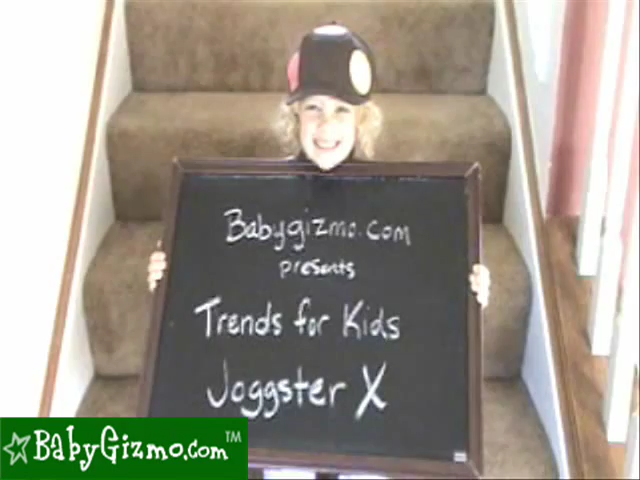 Babygizmo.com
presents
Trends for Kids
Joggster X
BabyGizmo.com™